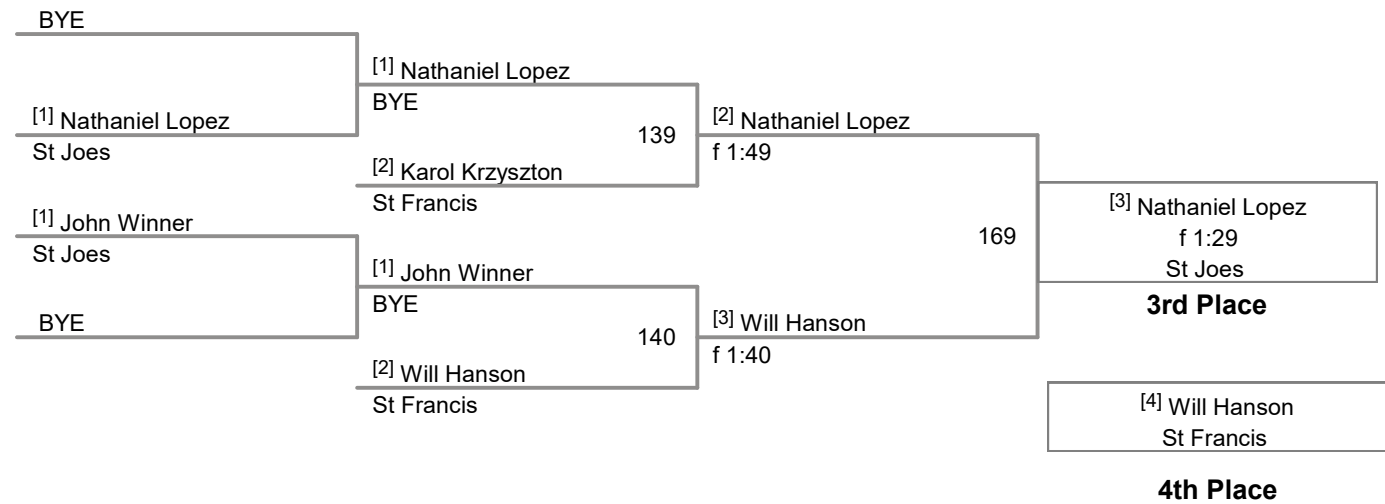 BYE
[1] Nathaniel Lopez
St Joes
[1] John Winner
St Joes
BYE
[1] Nathaniel Lopez
BYE
139
[2] Karol Krzyszton
St Francis
[1] John Winner
BYE
140
[2] Will Hanson
St Francis
[2] Nathaniel Lopez
f 1:49
169
[3] Will Hanson
f 1:40
[3] Nathaniel Lopez
f 1:29
St Joes
3rd Place
[4] Will Hanson
St Francis
4th Place